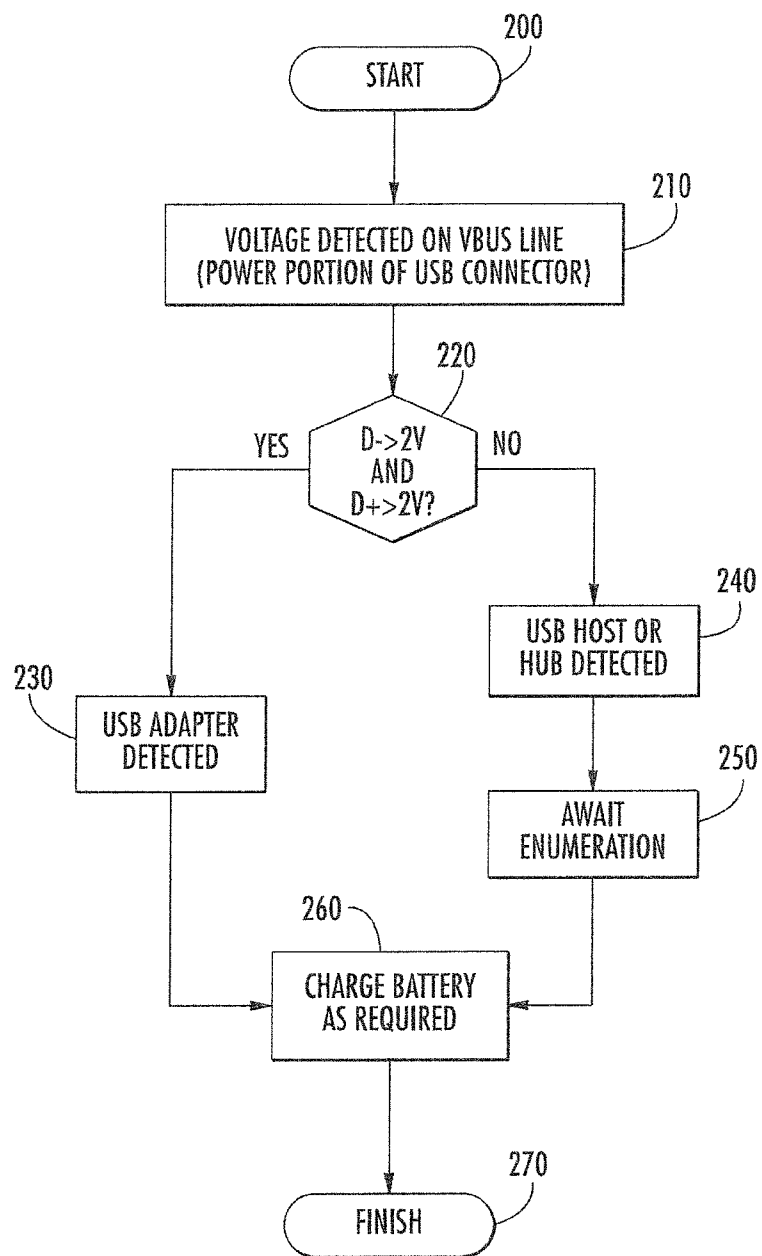 200
START
210
VOLTAGE DETECTED ON VBUS LINE
(POWER PORTION OF USB CONNECTOR)
220
YES
D->2V
AND
D+>2V?
NO
240
USB HOST OR
HUB DETECTED
230
USB ADAPTER
DETECTED
250
AWAIT
ENUMERATION
260
CHARGE BATTERY
AS REQUIRED
270
FINISH